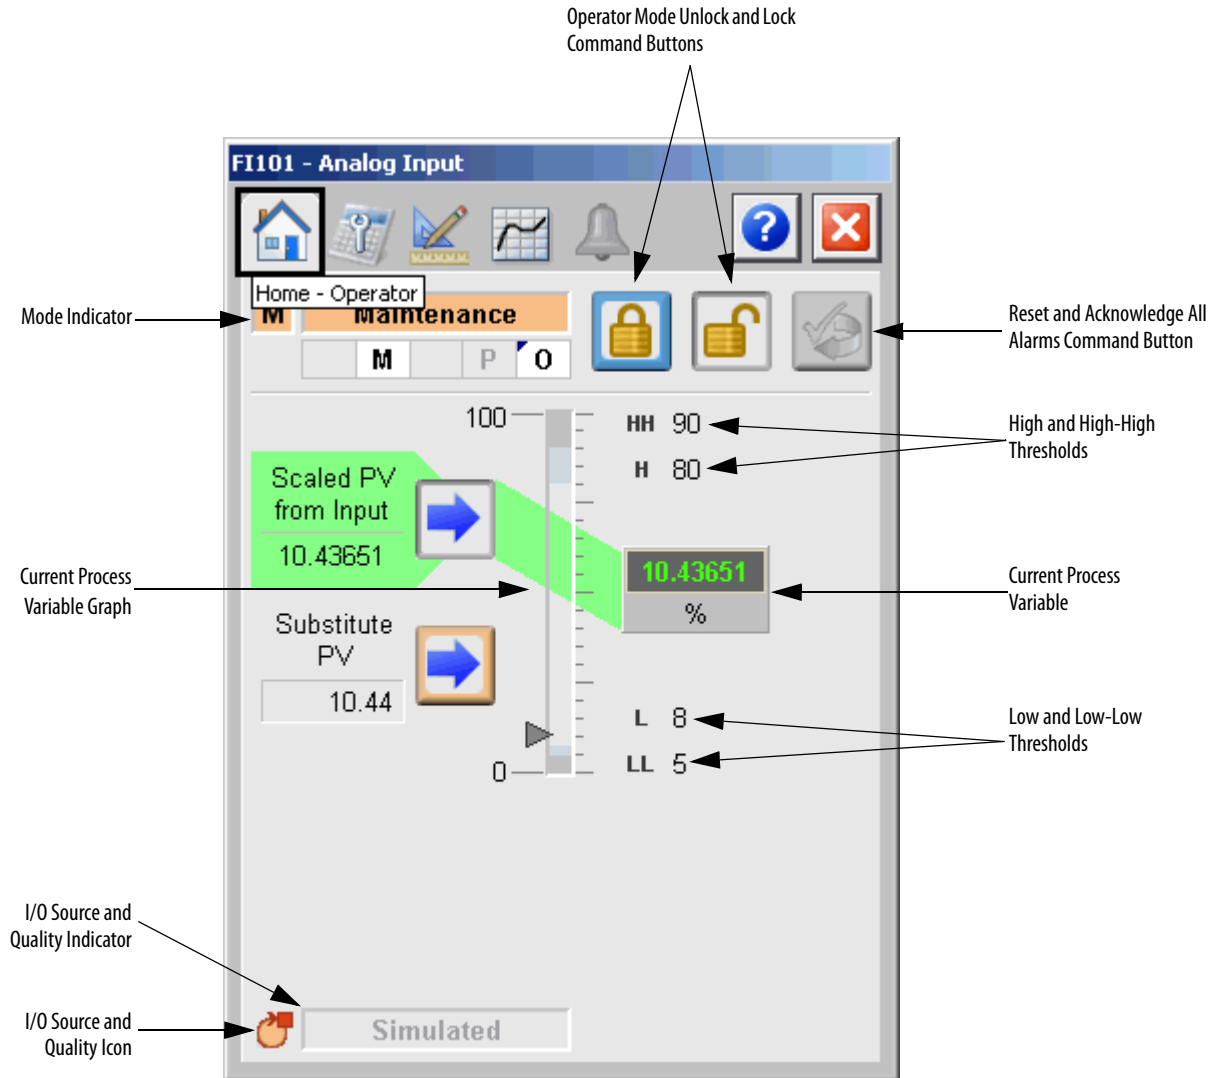 Operator Mode Unlock and Lock
Command Buttons
FI101 - Analog Input
Home - Operator
Mode Indicator
M Maintenance
M P O
Reset and Acknowledge All
Alarms Command Button
100
HH 90
H 80
High and High-High
Thresholds
Scaled PV
from Input
10.43651
10.43651
%
Current Process
Variable Graph
Current Process
Variable
Substitute
PV
10.44
L 8
LL 5
Low and Low-Low
Thresholds
0
I/O Source and
Quality Indicator
I/O Source and
Quality Icon
Simulated